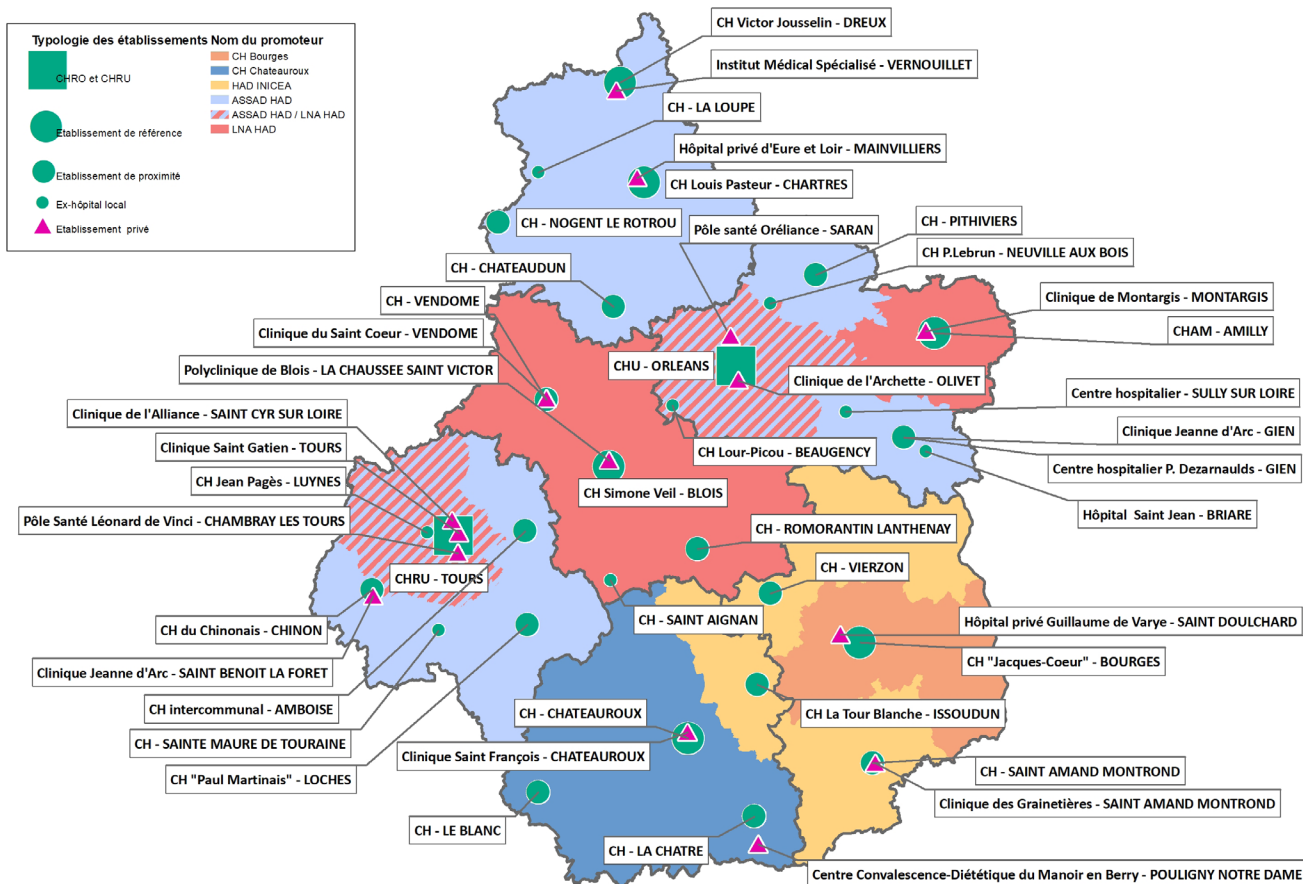 Typologie des établissements
Nom du promoteur
CHRO et CHRU
Etablissement de référence
Etablissement de proximité
Ex-hôpital local
Etablissement privé
CH Bourges
CH Chateauroux
HAD INICEA
ASSAD HAD
ASSAD HAD / LNA HAD
LNA HAD
CH Victor Jousselin - DREUX
Institut Médical Spécialisé - VERNOUILLET
CH - LA LOUPE
Hôpital privé d'Eure et Loir - MAINVILLIERS
CH Louis Pasteur - CHARTRES
CH - NOGENT LE ROTROU
Pôle santé Oréliance - SARAN
CH - PITHIVIERS
CH P.Lebrun - NEUVILLE AUX BOIS
CH - CHATEAUDUN
CH - VENDOME
Clinique de Montargis - MONTARGIS
Clinique du Saint Coeur - VENDOME
CHAM - AMILLY
Polyclinique de Blois - LA CHAUSSEE SAINT VICTOR
CHU - ORLEANS
Clinique de l'Archette - OLIVET
Centre hospitalier - SULLY SUR LOIRE
Clinique de l'Alliance - SAINT CYR SUR LOIRE
Clinique Saint Gatien - TOURS
Clinique Jeanne d'Arc - GIEN
CH Lour-Picou - BEAUGENCY
Centre hospitalier P. Dezarnaulds - GIEN
CH Jean Pagès - LUYNES
CH Simone Veil - BLOIS
Hôpital Saint Jean - BRIARE
Pôle Santé Léonard de Vinci - CHAMBRAY LES TOURS
CH - ROMORANTIN LANTHENAY
CH - VIERZON
CHRU - TOURS
CH - SAINT AIGNAN
Hôpital privé Guillaume de Varye - SAINT DOULCHARD
CH du Chinonais - CHINON
CH "Jacques-Coeur" - BOURGES
Clinique Jeanne d'Arc - SAINT BENOIT LA FORET
CH intercommunal - AMBOISE
CH - CHATEAUROUX
CH La Tour Blanche - ISSOUDUN
CH - SAINTE MAURE DE TOURAINE
Clinique Saint François - CHATEAUROUX
CH "Paul Martinais" - LOCHES
CH - SAINT AMAND MONTROND
Clinique des Grainetières - SAINT AMAND MONTROND
CH - LE BLANC
CH - LA CHATRE
Centre Convalescence-Diététique du Manoir en Berry - POULIGNY NOTRE DAME